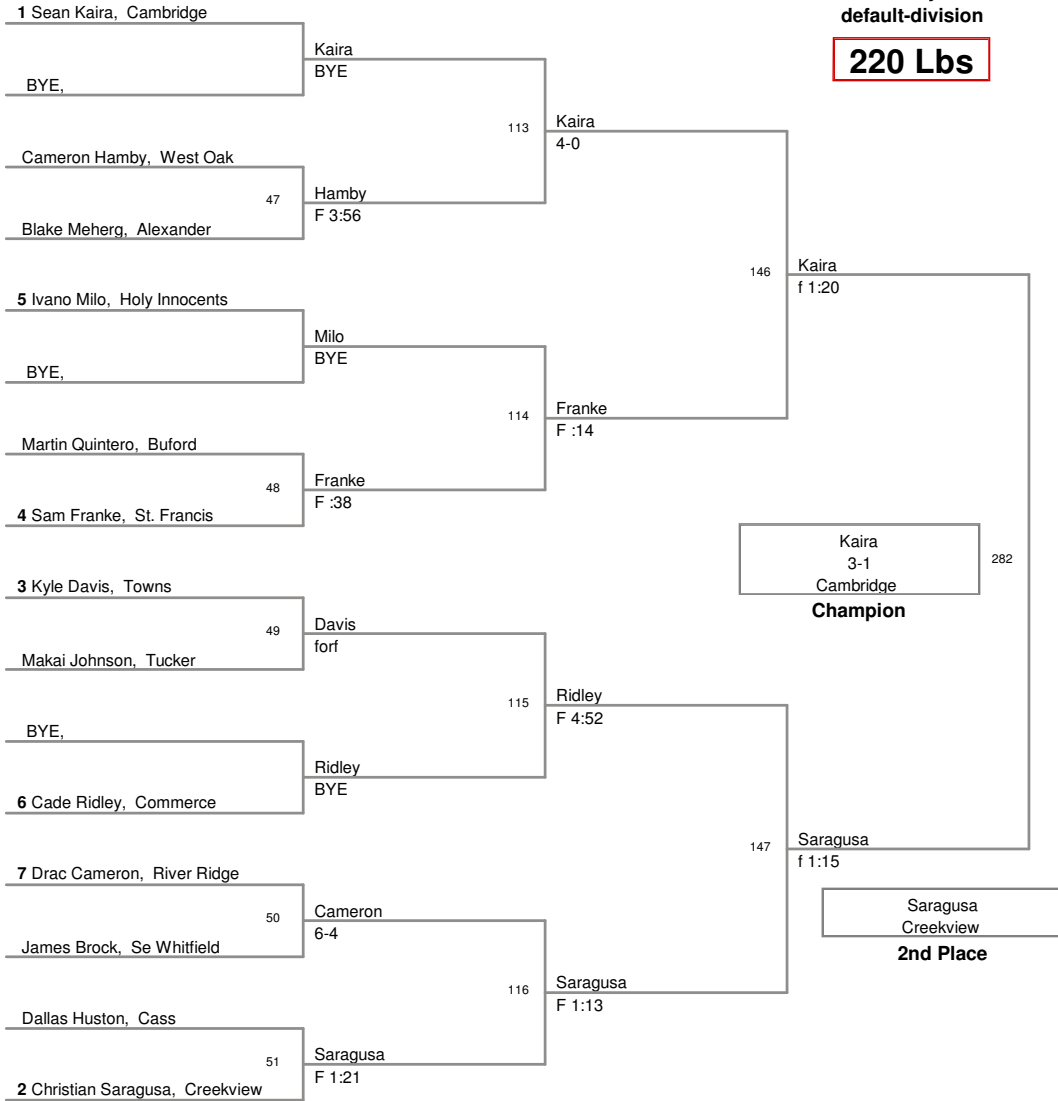 default-division
220 Lbs
1 Sean Kaira, Cambridge
Kaira
BYE
BYE,
113
Kaira
4-0
Cameron Hamby, West Oak
47
Hamby
F 3:56
Blake Meherg, Alexander
146
Kaira
f 1:20
5 Ivano Milo, Holy Innocents
Milo
BYE
BYE,
114
Franke
F :14
Martin Quintero, Buford
48
Franke
F :38
4 Sam Franke, St. Francis
Kaira
3-1
Cambridge
282
Champion
3 Kyle Davis, Towns
49
Davis
forf
Makai Johnson, Tucker
115
Ridley
F 4:52
BYE,
Ridley
BYE
6 Cade Ridley, Commerce
147
Saragusa
f 1:15
7 Drac Cameron, River Ridge
50
Cameron
6-4
James Brock, Se Whitfield
Saragusa
Creekview
2nd Place
116
Saragusa
F 1:13
Dallas Huston, Cass
51
Saragusa
F 1:21
2 Christian Saragusa, Creekview